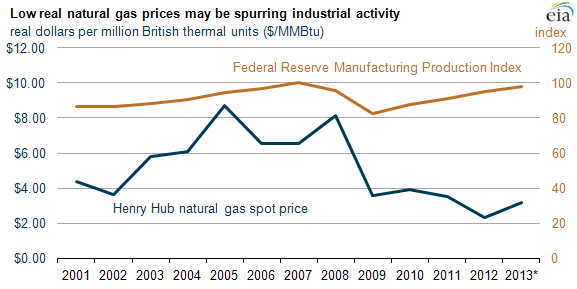 Low real natural gas prices may be spurring industrial activity
real dollars per million British thermal units ($/MMBtu)
eia
index
$12.00
$10.00
$8.00
$6.00
$4.00
$2.00
$0.00
Federal Reserve Manufacturing Production Index
Henry Hub natural gas spot price
120
100
80
60
40
20
0
2001 2002 2003 2004 2005 2006 2007 2008 2009 2010 2011 2012 2013*